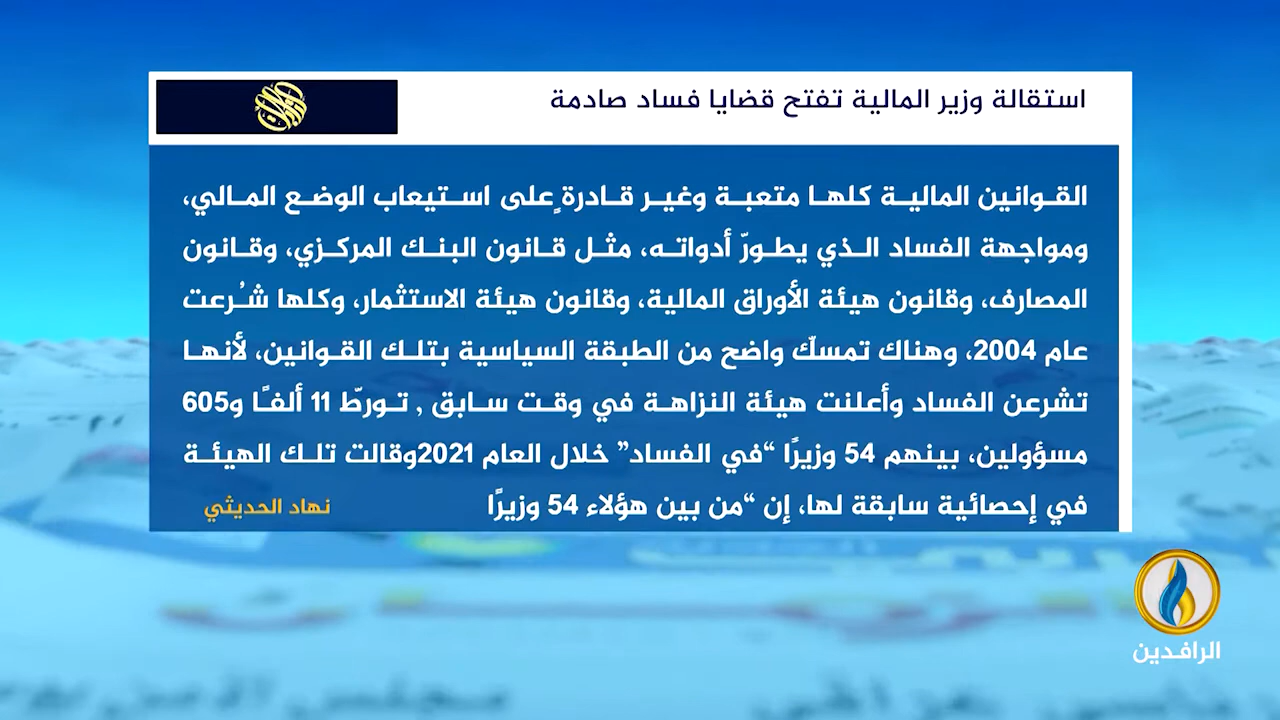 استقالة وزير المالية تفتح قضايا فساد صادمة
القوانين المالية كلها متعبة وغير قادرةٍ على استيعاب الوضع المالي،
ومواجهة الفساد الذي يطورّ أدواته، مثل قانون البنك المركزي، وقانون
المصارف، وقانون هيئة الأوراق المالية، وقانون هيئة الاستثمار، وكلها شُرعت
عام 2004، وهناك تمسكّ واضح من الطبقة السياسية بتلك القوانين، لأنها
تشرعن الفساد وأعلنت هيئة النزاهة في وقت سابق , تورطّ 11 ألفًا و605
مسؤولين، بينهم 54 وزيرًا “في الفساد” خلال العام 2021وقالت تلك الهيئة
في إحصائية سابقة لها، إن “من بين هؤلاء 54 وزيرًا
نهاد الحديثي
الرافدين
مجلس الأمن